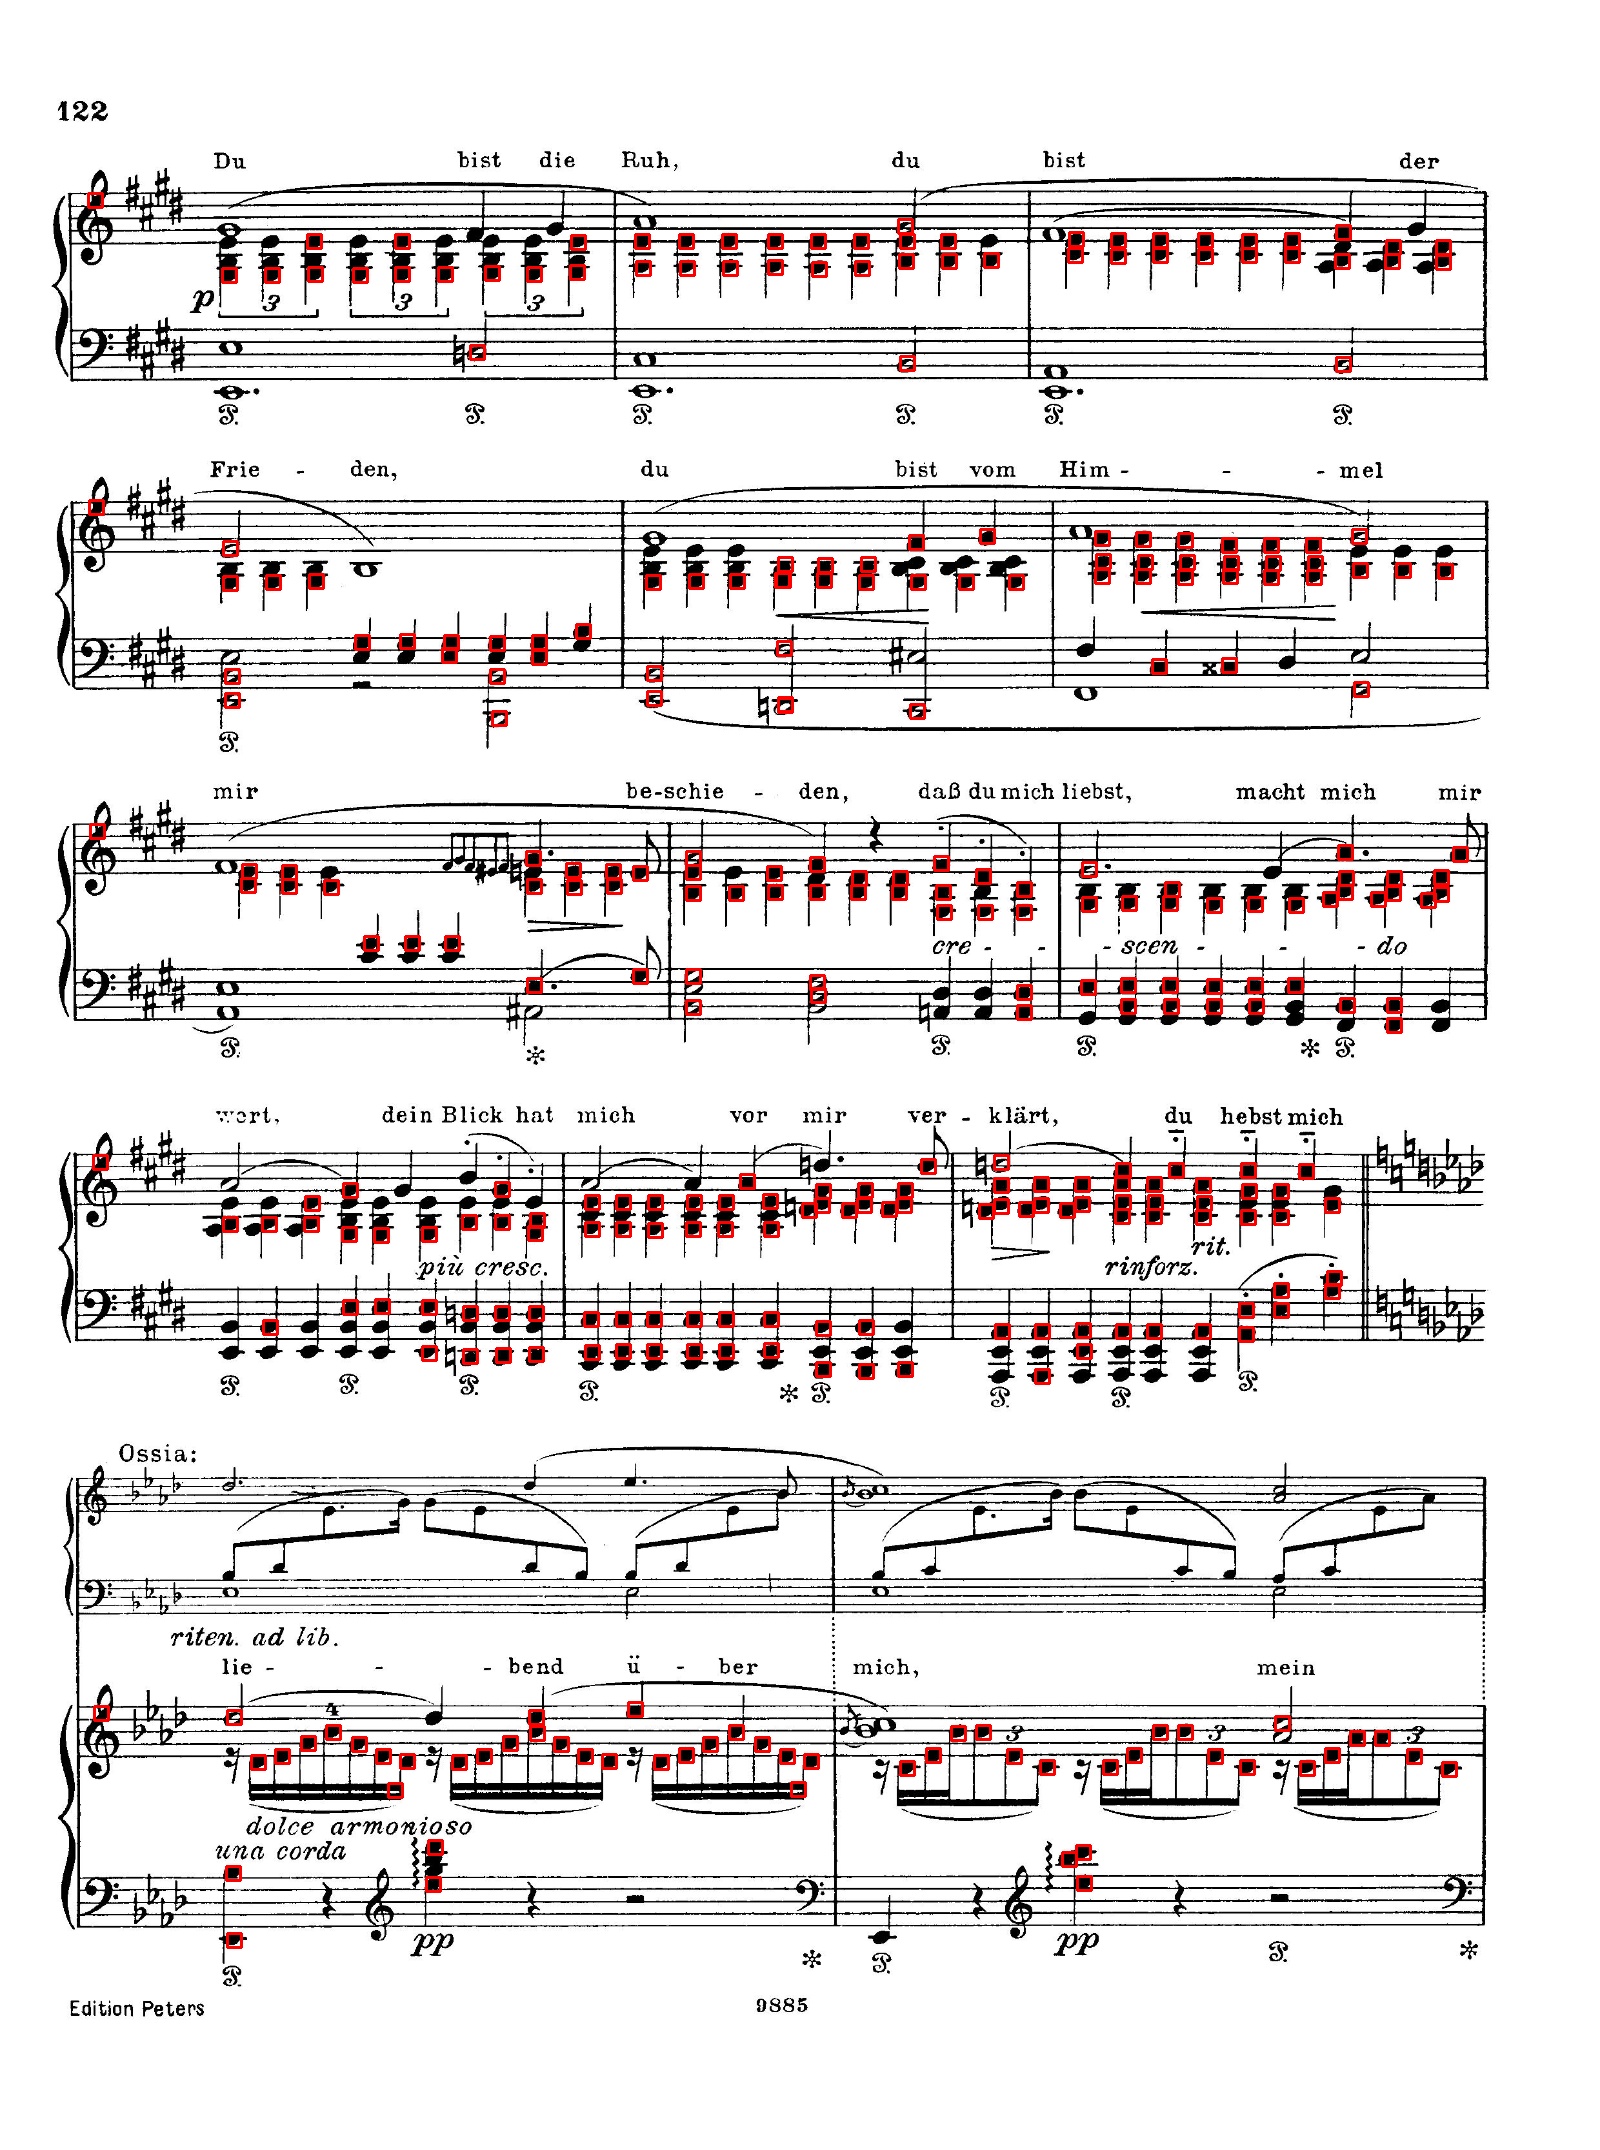 122
Du bist die Ruh, du bist der
p 3 3 3
Frie - den, du bist vom Him - - mel
mir be-schie - den, daß du mich liebst, macht mich mir
cre - - - scen - - - do
wert, dein Blick hat mich vor mir ver - klärt, du hebst mich
più cresc. rinforz. rit.
Ossia:
riten. ad lib.
lie - - - bend ü - ber mich, mein
4 3 3 3
dolce armonioso
una corda
pp pp
Edition Peters 9885